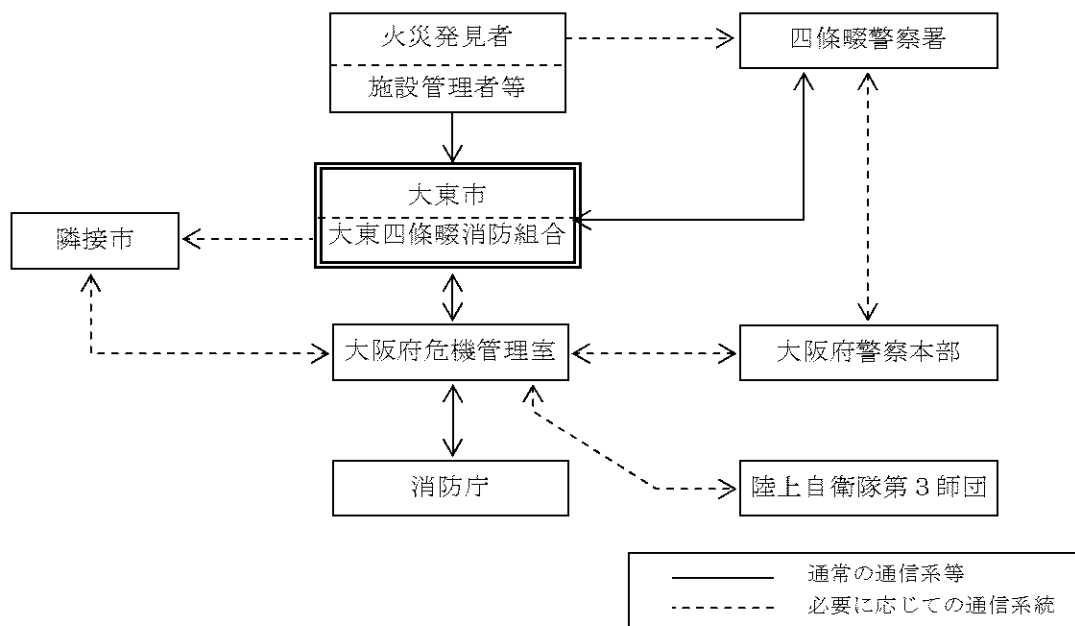 火災発見者
施設管理者等
四條畷警察署
大東市
大東四條畷消防組合
隣接市
大阪府危機管理室
大阪府警察本部
消防庁
陸上自衛隊第３師団
通常の通信系等
必要に応じての通信系統